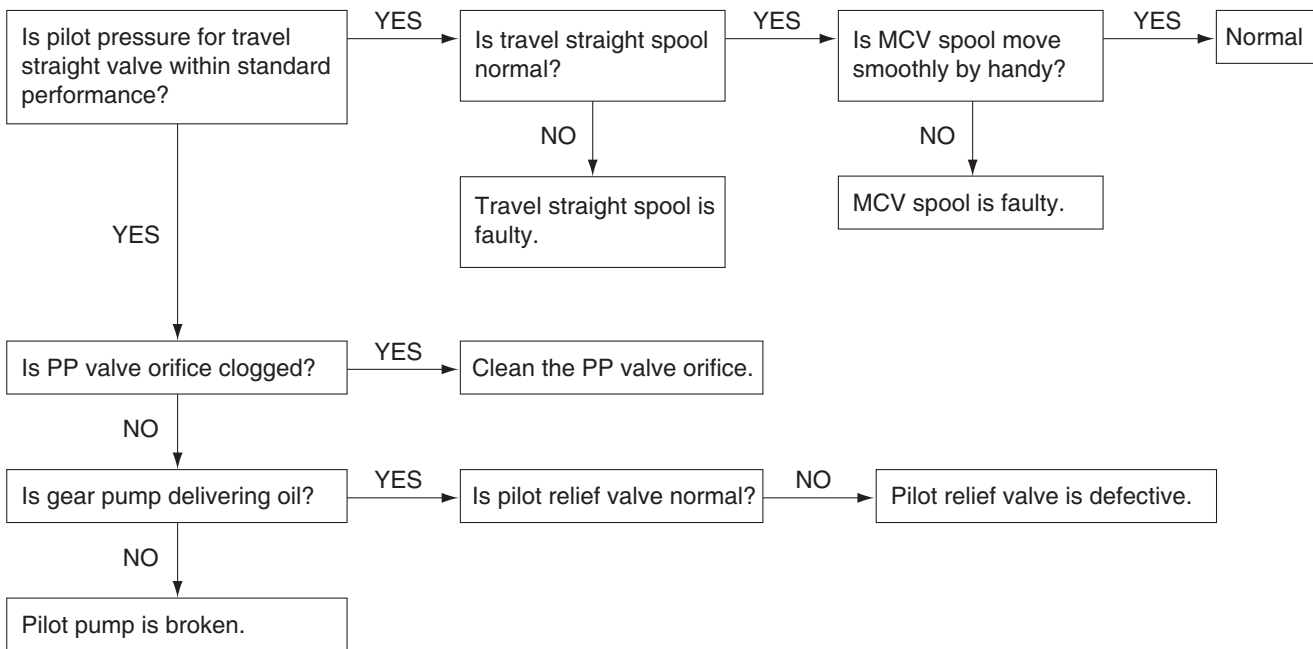 Is pilot pressure for travel
straight valve within standard
performance?
YES
Is travel straight spool
normal?
YES
Is MCV spool move
smoothly by handy?
YES
Normal
NO
Travel straight spool is
faulty.
NO
MCV spool is faulty.
YES
Is PP valve orifice clogged?
YES
Clean the PP valve orifice.
NO
Is gear pump delivering oil?
YES
Is pilot relief valve normal?
NO
Pilot relief valve is defective.
NO
Pilot pump is broken.